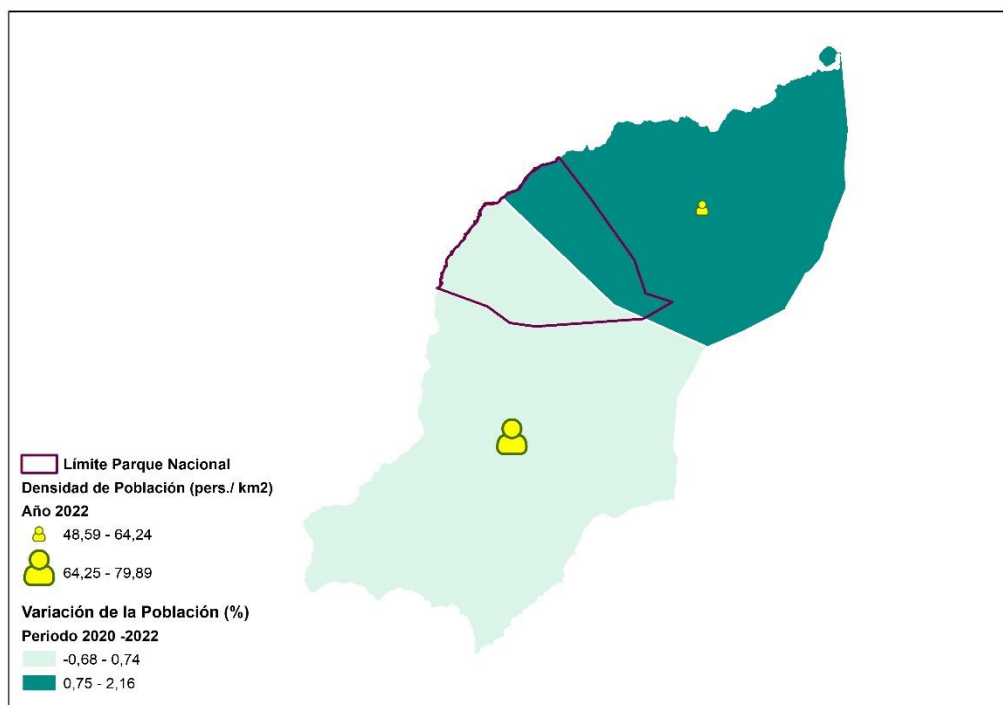 Límite Parque Nacional
Densidad de Población (pers./ km2)
Año 2022
48,59 - 64,24
64,25 - 79,89
Variación de la Población (%)
Periodo 2020 -2022
-0,68 - 0,74
0,75 - 2,16